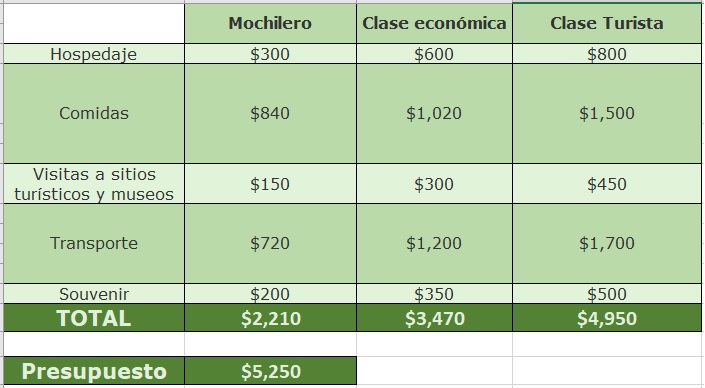 Mochilero Clase económica Clase Turista
Hospedaje $300 $600 $800
Comidas $840 $1,020 $1,500
Visitas a sitios
turísticos y museos $150 $300 $450
Transporte $720 $1,200 $1,700
Souvenir $200 $350 $500
TOTAL $2,210 $3,470 $4,950
Presupuesto $5,250